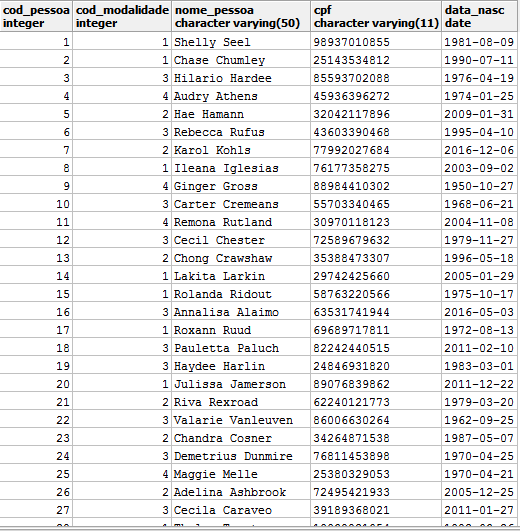 cod_pessoa cod_modalidade nome_pessoa cpf data_nasc
integer integer character varying(50) character varying(11) date
1 1 Shelly Seel 98937010855 1981-08-09
2 1 Chase Chumley 25143534812 1990-07-11
3 3 Hilario Hardee 85593702088 1976-04-19
4 4 Audry Athens 45936396272 1974-01-25
5 2 Hae Hamann 32042117896 2009-01-31
6 3 Rebecca Rufus 43603390468 1995-04-10
7 2 Karol Kohls 77992027684 2016-12-06
8 1 Ileana Iglesias 76177358275 2003-09-02
9 4 Ginger Gross 88984410302 1950-10-27
10 3 Carter Cremeans 55703340465 1968-06-21
11 4 Remona Rutland 30970118123 2004-11-08
12 3 Cecil Chester 72589679632 1979-11-27
13 2 Chong Crawshaw 35388473307 1996-05-18
14 1 Lakita Larkin 29742425660 2005-01-29
15 1 Rolanda Ridout 58763220566 1975-10-17
16 3 Annalisa Alaimo 63531741944 2016-05-03
17 1 Roxann Ruud 69689717811 1972-08-13
18 3 Pauletta Paluch 82242440515 2011-02-10
19 3 Haydee Harlin 24846931820 1983-03-01
20 1 Julissa Jamerson 89076839862 2011-12-22
21 2 Riva Rexroad 62240121773 1979-03-20
22 3 Valarie Vanleuven 86006630264 1962-09-25
23 2 Chandra Cosner 34264871538 1987-05-07
24 3 Demetrius Dunmire 76811453898 1970-04-25
25 4 Maggie Melle 25380329053 1970-04-21
26 2 Adelina Ashbrook 72495421933 2005-12-25
27 3 Cecila Caraveo 39189368021 2011-01-27